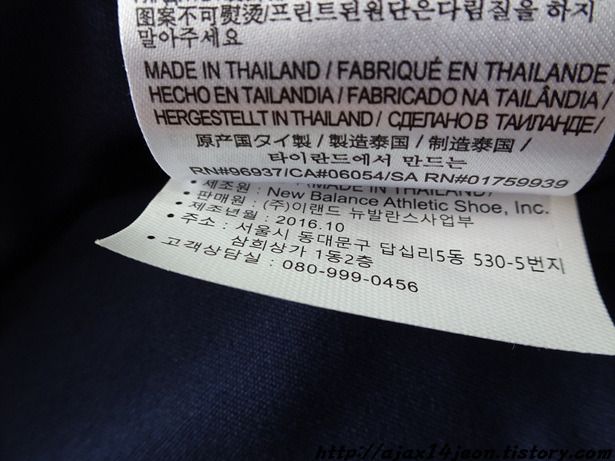 图案不可熨烫/프린트된원단은다림질을 하지
말아주세요
MADE IN THAILAND / FABRIQUÉ EN THAILANDE
HECHO EN TAILANDIA / FABRICADO NA TAILÂNDIA /
HERGESTELLT IN THAILAND / СДЕЛАНО В ТАИЛАНДЕ /
原产国タイ製 / 製造泰国 / 制造泰国 /
타이란드에서 만드는
RN#96937/CA#06054/SA RN#01759939
MADE IN THAILAND
• 제조원 : New Balance Athletic Shoe, Inc.
• 판매원 : (주)이랜드 뉴발란스사업부
• 제조년월 : 2016.10
• 주소 : 서울시 동대문구 답십리5동 530-5번지
삼희상가 1동2층
• 고객상담실 : 080-999-0456
http://ajax14jeon.tistory.com